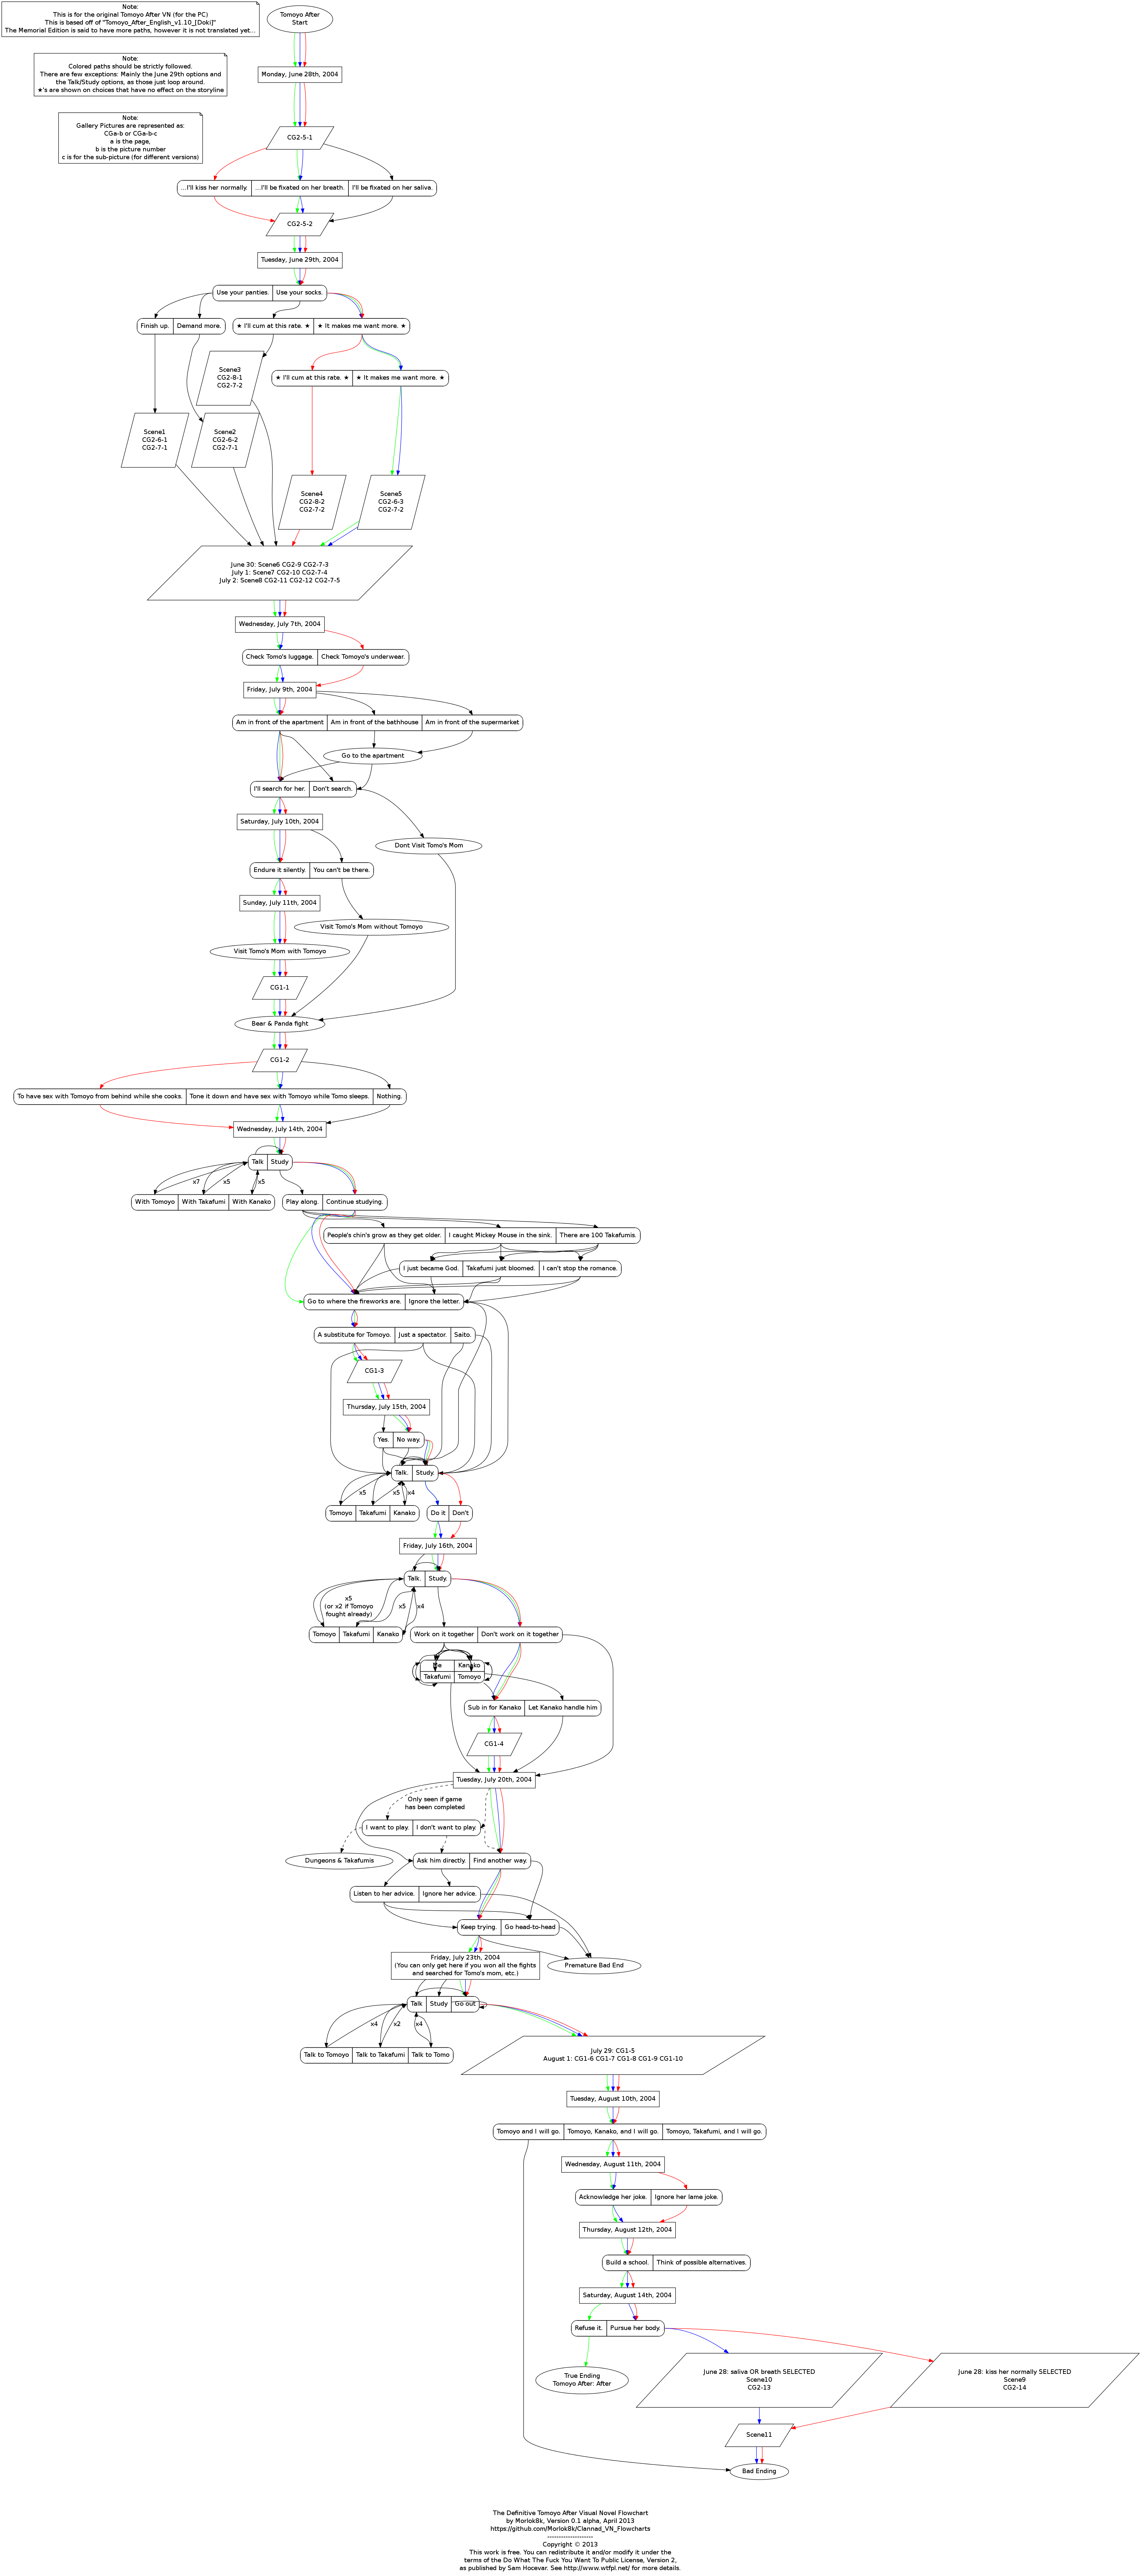 Note:
This is for the original Tomoyo After VN (for the PC)
This is based off of "Tomoyo_After_English_v1.10_[Doki]"
The Memorial Edition is said to have more paths, however it is not translated yet...
Tomoyo After
Start
Note:
Colored paths should be strictly followed.
There are few exceptions: Mainly the June 29th options and
the Talk/Study options, as those just loop around.
★'s are shown on choices that have no effect on the storyline
Monday, June 28th, 2004
Note:
Gallery Pictures are represented as:
CGa-b or CGa-b-c
a is the page,
b is the picture number
c is for the sub-picture (for different versions)
CG2-5-1
...I'll kiss her normally.
...I'll be fixated on her breath.
I'll be fixated on her saliva.
CG2-5-2
Tuesday, June 29th, 2004
Use your panties.
Use your socks.
Finish up.
Demand more.
★ I'll cum at this rate. ★
★ It makes me want more. ★
Scene3
CG2-8-1
CG2-7-2
★ I'll cum at this rate. ★
★ It makes me want more. ★
Scene1
CG2-6-1
CG2-7-1
Scene2
CG2-6-2
CG2-7-1
Scene4
CG2-8-2
CG2-7-2
Scene5
CG2-6-3
CG2-7-2
June 30: Scene6 CG2-9 CG2-7-3
July 1: Scene7 CG2-10 CG2-7-4
July 2: Scene8 CG2-11 CG2-12 CG2-7-5
Wednesday, July 7th, 2004
Check Tomo's luggage.
Check Tomoyo's underwear.
Friday, July 9th, 2004
Am in front of the apartment
Am in front of the bathhouse
Am in front of the supermarket
Go to the apartment
I'll search for her.
Don't search.
Saturday, July 10th, 2004
Dont Visit Tomo's Mom
Endure it silently.
You can't be there.
Sunday, July 11th, 2004
Visit Tomo's Mom without Tomoyo
Visit Tomo's Mom with Tomoyo
CG1-1
Bear & Panda fight
CG1-2
To have sex with Tomoyo from behind while she cooks.
Tone it down and have sex with Tomoyo while Tomo sleeps.
Nothing.
Wednesday, July 14th, 2004
Talk
Study
x7
x5
x5
With Tomoyo
With Takafumi
With Kanako
Play along.
Continue studying.
People's chin's grow as they get older.
I caught Mickey Mouse in the sink.
There are 100 Takafumis.
I just became God.
Takafumi just bloomed.
I can't stop the romance.
Go to where the fireworks are.
Ignore the letter.
A substitute for Tomoyo.
Just a spectator.
Saito.
CG1-3
Thursday, July 15th, 2004
Yes.
No way.
Talk.
Study.
x5
x5
x4
Tomoyo
Takafumi
Kanako
Do it
Don't
Friday, July 16th, 2004
Talk.
Study.
x5
(or x2 if Tomoyo
fought already)
x5
x4
Tomoyo
Takafumi
Kanako
Work on it together
Don't work on it together
Kanako
Takafumi
Tomoyo
Sub in for Kanako
Let Kanako handle him
CG1-4
Tuesday, July 20th, 2004
Only seen if game
has been completed
I want to play.
I don't want to play.
Dungeons & Takafumis
Ask him directly.
Find another way.
Listen to her advice.
Ignore her advice.
Keep trying.
Go head-to-head
Friday, July 23th, 2004
(You can only get here if you won all the fights
and searched for Tomo's mom, etc.)
Premature Bad End
Talk
Study
Go out
x4
x2
x4
Talk to Tomoyo
Talk to Takafumi
Talk to Tomo
July 29: CG1-5
August 1: CG1-6 CG1-7 CG1-8 CG1-9 CG1-10
Tuesday, August 10th, 2004
Tomoyo and I will go.
Tomoyo, Kanako, and I will go.
Tomoyo, Takafumi, and I will go.
Wednesday, August 11th, 2004
Acknowledge her joke.
Ignore her lame joke.
Thursday, August 12th, 2004
Build a school.
Think of possible alternatives.
Saturday, August 14th, 2004
Refuse it.
Pursue her body.
True Ending
Tomoyo After: After
June 28: saliva OR breath SELECTED
Scene10
CG2-13
June 28: kiss her normally SELECTED
Scene9
CG2-14
Scene11
Bad Ending
The Definitive Tomoyo After Visual Novel Flowchart
by Morlok8k, Version 0.1 alpha, April 2013
https://github.com/Morlok8k/Clannad_VN_Flowcharts
--------------------
Copyright © 2013
This work is free. You can redistribute it and/or modify it under the
terms of the Do What The Fuck You Want To Public License, Version 2,
as published by Sam Hocevar. See http://www.wtfpl.net/ for more details.